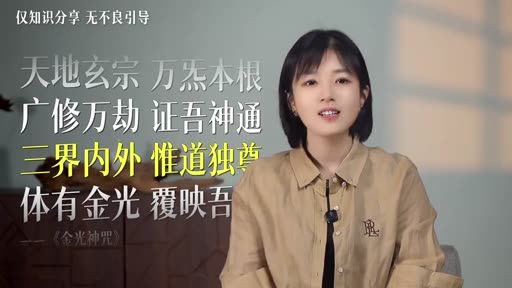 仅知识分享 无不良引导
天地玄宗 万炁本根
广修万劫 证吾神通
三界内外 惟道独尊
体有金光 覆映吾
——《金光神咒》